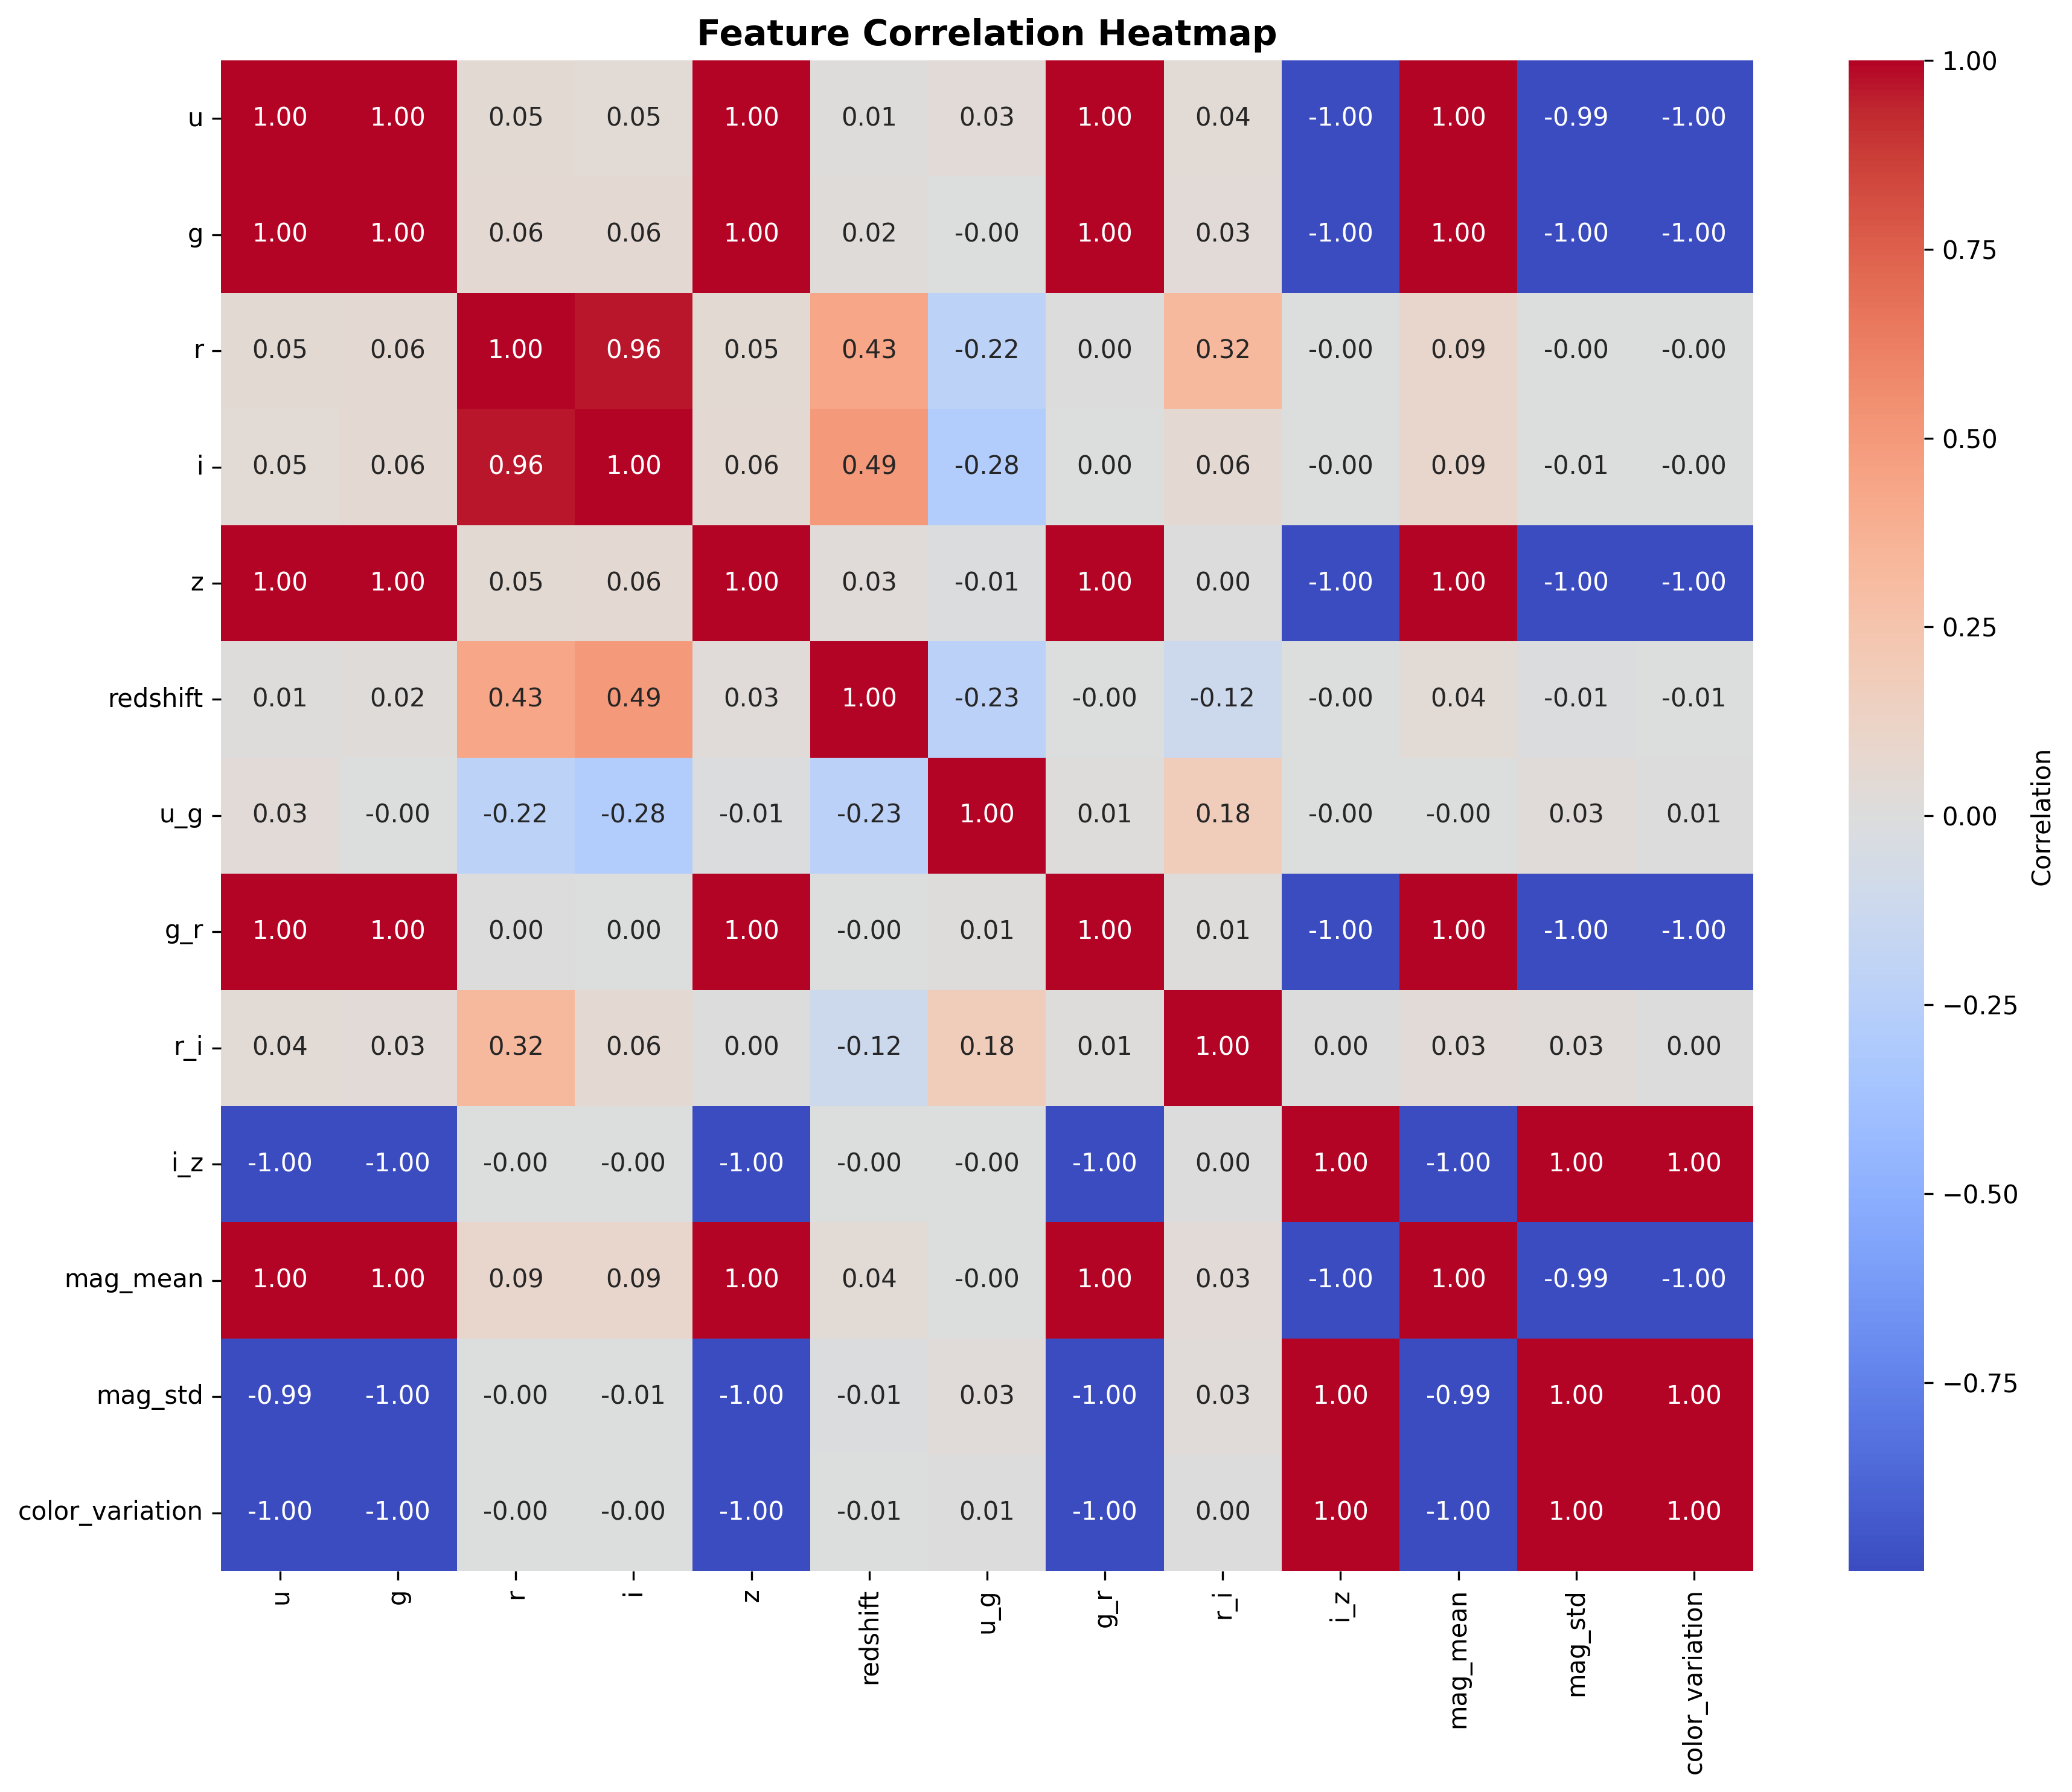 Feature Correlation Heatmap
u 1.00 1.00 0.05 0.05 1.00 0.01 0.03 1.00 0.04 -1.00 1.00 -0.99 -1.00
g 1.00 1.00 0.06 0.06 1.00 0.02 -0.00 1.00 0.03 -1.00 1.00 -1.00 -1.00
r 0.05 0.06 1.00 0.96 0.05 0.43 -0.22 0.00 0.32 -0.00 0.09 -0.00 -0.00
i 0.05 0.06 0.96 1.00 0.06 0.49 -0.28 0.00 0.06 -0.00 0.09 -0.01 -0.00
z 1.00 1.00 0.05 0.06 1.00 0.03 -0.01 1.00 0.00 -1.00 1.00 -1.00 -1.00
redshift 0.01 0.02 0.43 0.49 0.03 1.00 -0.23 -0.00 -0.12 -0.00 0.04 -0.01 -0.01
u_g 0.03 -0.00 -0.22 -0.28 -0.01 -0.23 1.00 0.01 0.18 -0.00 -0.00 0.03 0.01
g_r 1.00 1.00 0.00 0.00 1.00 -0.00 0.01 1.00 0.01 -1.00 1.00 -1.00 -1.00
r_i 0.04 0.03 0.32 0.06 0.00 -0.12 0.18 0.01 1.00 0.00 0.03 0.03 0.00
i_z -1.00 -1.00 -0.00 -0.00 -1.00 -0.00 -0.00 -1.00 0.00 1.00 -1.00 1.00 1.00
mag_mean 1.00 1.00 0.09 0.09 1.00 0.04 -0.00 1.00 0.03 -1.00 1.00 -0.99 -1.00
mag_std -0.99 -1.00 -0.00 -0.01 -1.00 -0.01 0.03 -1.00 0.03 1.00 -0.99 1.00 1.00
color_variation -1.00 -1.00 -0.00 -0.00 -1.00 -0.01 0.01 -1.00 0.00 1.00 -1.00 1.00 1.00
u g r i z redshift u_g g_r r_i i_z mag_mean mag_std color_variation
1.00
0.75
0.50
0.25
0.00
−0.25
−0.50
−0.75
Correlation